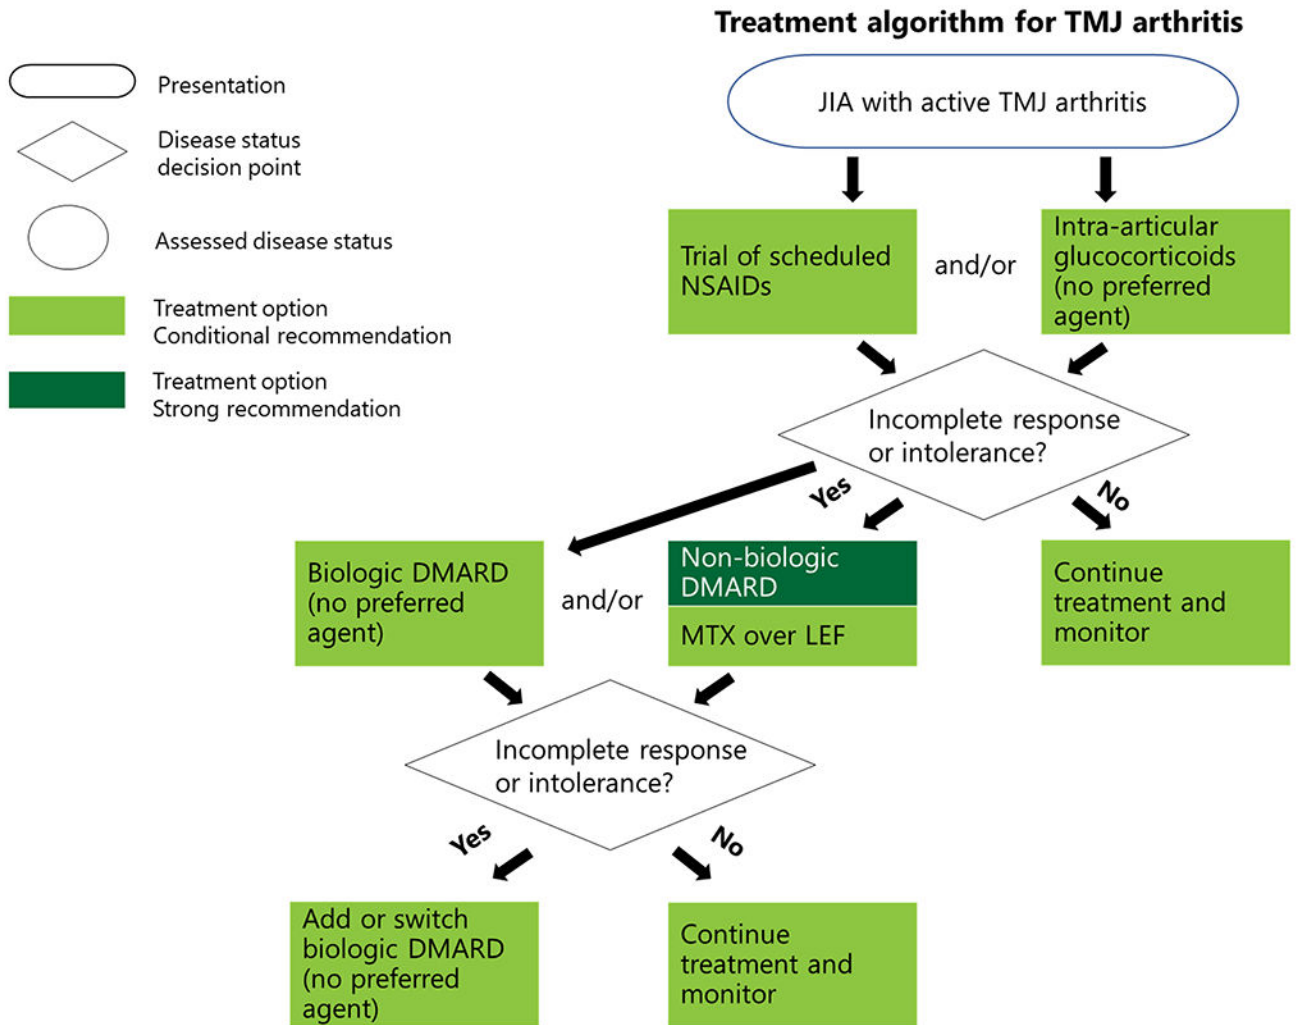 Treatment algorithm for TMJ arthritis
Presentation
Disease status
decision point
Assessed disease status
Treatment option
Conditional recommendation
Treatment option
Strong recommendation
JIA with active TMJ arthritis
Trial of scheduled
NSAIDs
and/or
Intra-articular
glucocorticoids
(no preferred
agent)
Incomplete response
or intolerance?
Yes
No
Biologic DMARD
(no preferred
agent)
and/or
Non-biologic
DMARD
MTX over LEF
Continue
treatment and
monitor
Incomplete response
or intolerance?
Yes
No
Add or switch
biologic DMARD
(no preferred
agent)
Continue
treatment and
monitor